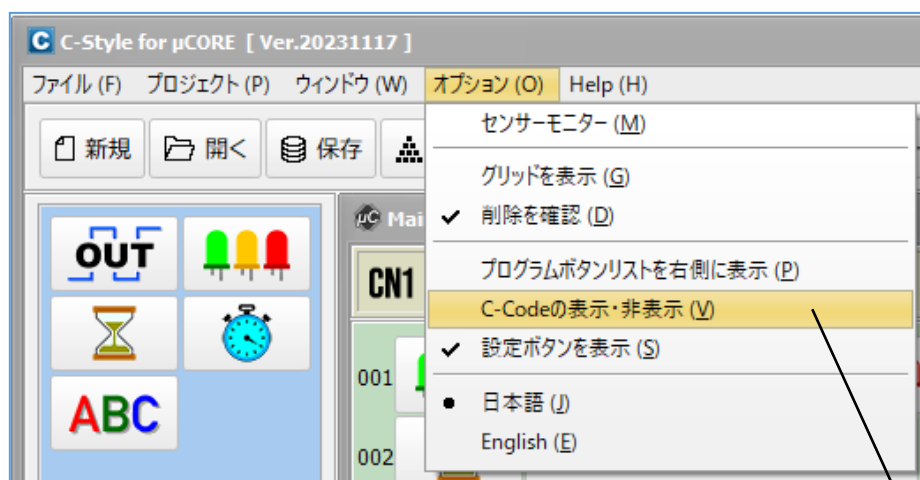 C C-Style for µCORE [ Ver.20231117 ]
ファイル (F) プロジェクト (P) ウィンドウ (W) オプション (O) Help (H)
新規 開く 保存
センサーモニター (M)
グリッドを表示 (G)
削除を確認 (D)
プログラムボタンリストを右側に表示 (P)
C-Codeの表示・非表示 (V)
設定ボタンを表示 (S)
日本語 (J)
English (E)
OUT
ABC
µC Mai
CN1
001
002